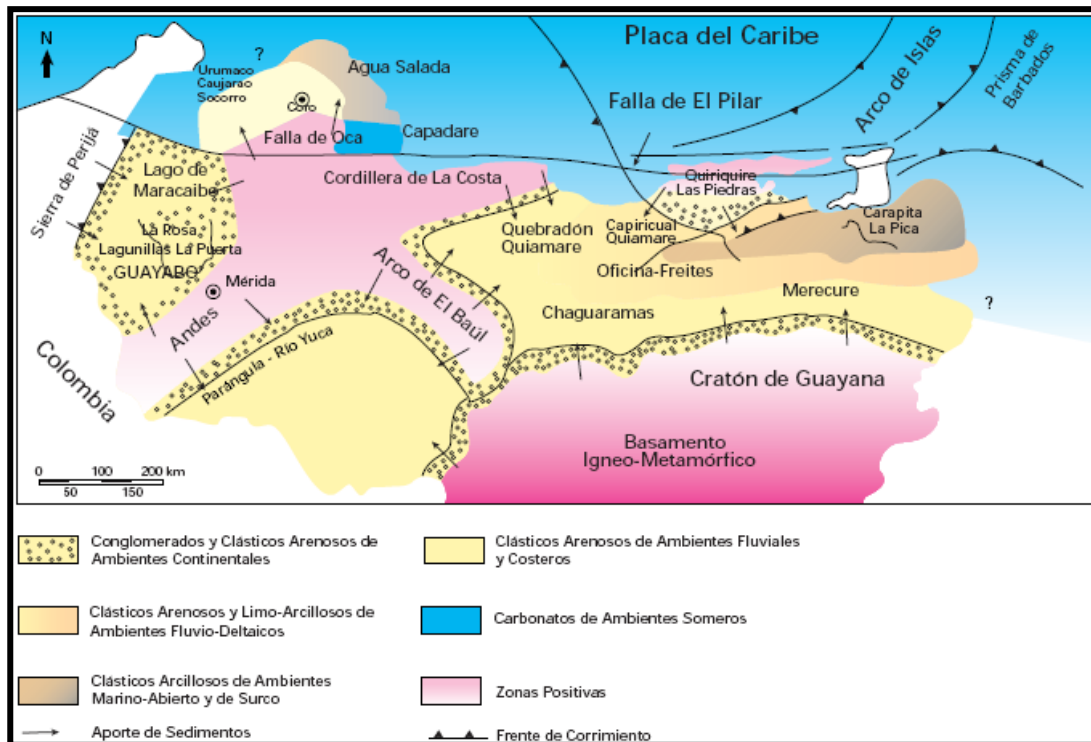 N
Placa del Caribe
?
Urumaco
Caujarao
Socorro
Agua Salada
Coro
Falla de Oca
Capadare
Falla de El Pilar
Arco de Islas
Prisma de
Barbados
Sierra de Perijá
Lago de
Maracaibo
Cordillera de La Costa
Quiriquire
Las Piedras
La Rosa
Lagunillas La Puerta
GUAYABO
Quebradón
Quiamare
Capiricual
Quiamare
Carapita
La Pica
Oficina-Freites
Mérida
Andes
Arco de El Baúl
Chaguaramas
Merecure
?
Parángula - Río Yuca
Colombia
Cratón de Guayana
Basamento
Igneo-Metamórfico
0 100 200 km
50 150
Conglomerados y Clásticos Arenosos de
Ambientes Continentales
Clásticos Arenosos de Ambientes Fluviales
y Costeros
Clásticos Arenosos y Limo-Arcillosos de
Ambientes Fluvio-Deltaicos
Carbonatos de Ambientes Someros
Clásticos Arcillosos de Ambientes
Marino-Abierto y de Surco
Zonas Positivas
Aporte de Sedimentos
Frente de Corrimiento